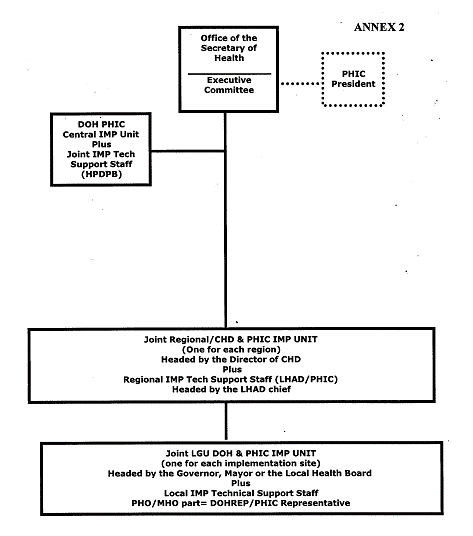 ANNEX 2
Office of the
Secretary of
Health
Executive
Committee
PHIC
President
DOH PHIC
Central IMP Unit
Plus
Joint IMP Tech
Support Staff
(HPDPB)
Joint Regional/CHD & PHIC IMP UNIT
(One for each region)
Headed by the Director of CHD
Plus
Regional IMP Tech Support Staff (LHAD/PHIC)
Headed by the LHAD chief
Joint LGU DOH & PHIC IMP UNIT
(one for each implementation site)
Headed by the Governor, Mayor or the Local Health Board
Plus
Local IMP Technical Support Staff
PHO/MHO part= DOHREP/PHIC Representative